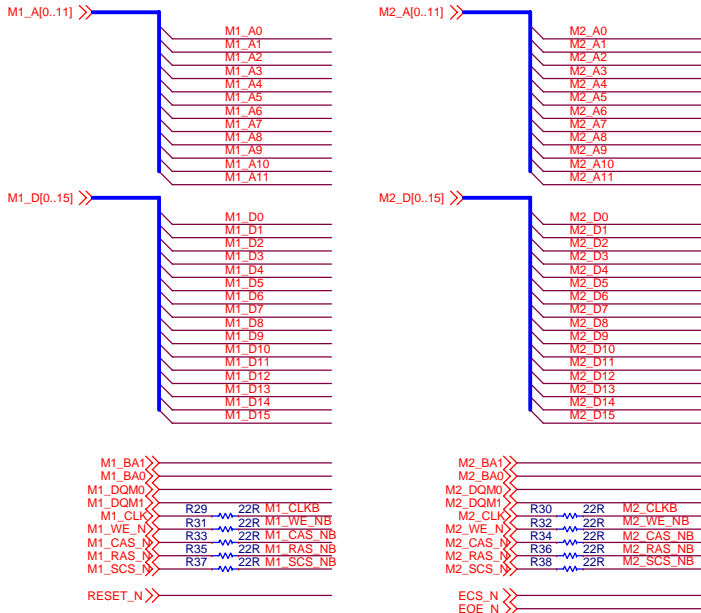 M1_A[0..11] M2_A[0..11]
M1_A0 M2_A0
M1_A1 M2_A1
M1_A2 M2_A2
M1_A3 M2_A3
M1_A4 M2_A4
M1_A5 M2_A5
M1_A6 M2_A6
M1_A7 M2_A7
M1_A8 M2_A8
M1_A9 M2_A9
M1_A10 M2_A10
M1_A11 M2_A11
M1_D[0..15] M2_D[0..15]
M1_D0 M2_D0
M1_D1 M2_D1
M1_D2 M2_D2
M1_D3 M2_D3
M1_D4 M2_D4
M1_D5 M2_D5
M1_D6 M2_D6
M1_D7 M2_D7
M1_D8 M2_D8
M1_D9 M2_D9
M1_D10 M2_D10
M1_D11 M2_D11
M1_D12 M2_D12
M1_D13 M2_D13
M1_D14 M2_D14
M1_D15 M2_D15
M1_BA1 M2_BA1
M1_BA0 M2_BA0
M1_DQM0 M2_DQM0
M1_DQM1 M2_DQM1
M1_CLK R29 22R M1_CLKB M2_CLK R30 22R M2_CLKB
M1_WE_N R31 22R M1_WE_NB M2_WE_N R32 22R M2_WE_NB
M1_CAS_N R33 22R M1_CAS_NB M2_CAS_N R34 22R M2_CAS_NB
M1_RAS_N R35 22R M1_RAS_NB M2_RAS_N R36 22R M2_RAS_NB
M1_SCS_N R37 22R M1_SCS_NB M2_SCS_N R38 22R M2_SCS_NB
RESET_N ECS_N
EOE_N